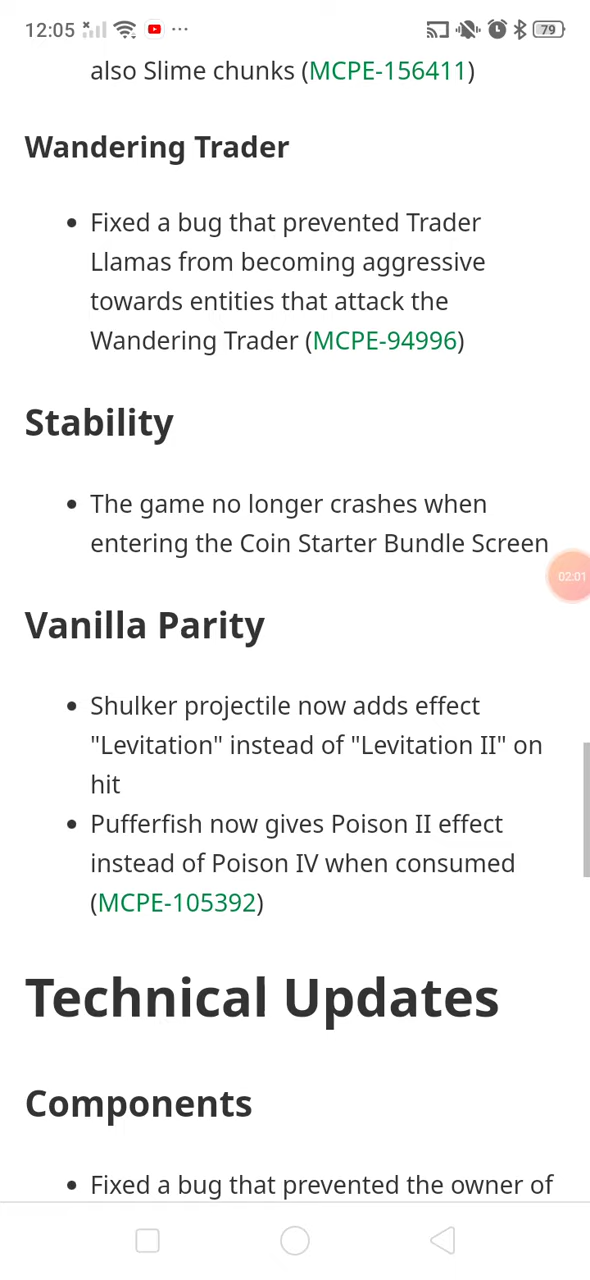 12:05
79
also Slime chunks (MCPE-156411)
Wandering Trader
• Fixed a bug that prevented Trader
Llamas from becoming aggressive
towards entities that attack the
Wandering Trader (MCPE-94996)
Stability
• The game no longer crashes when
entering the Coin Starter Bundle Screen
02:01
Vanilla Parity
• Shulker projectile now adds effect
"Levitation" instead of "Levitation II" on
hit
• Pufferfish now gives Poison II effect
instead of Poison IV when consumed
(MCPE-105392)
Technical Updates
Components
• Fixed a bug that prevented the owner of